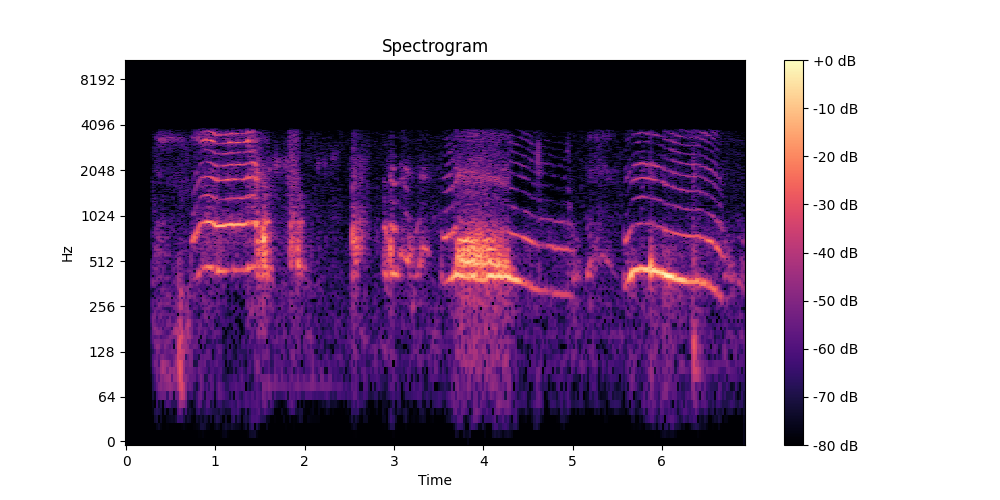 Spectrogram
8192
4096
2048
1024
512
256
128
64
0
Hz
0 1 2 3 4 5 6
Time
+0 dB
-10 dB
-20 dB
-30 dB
-40 dB
-50 dB
-60 dB
-70 dB
-80 dB